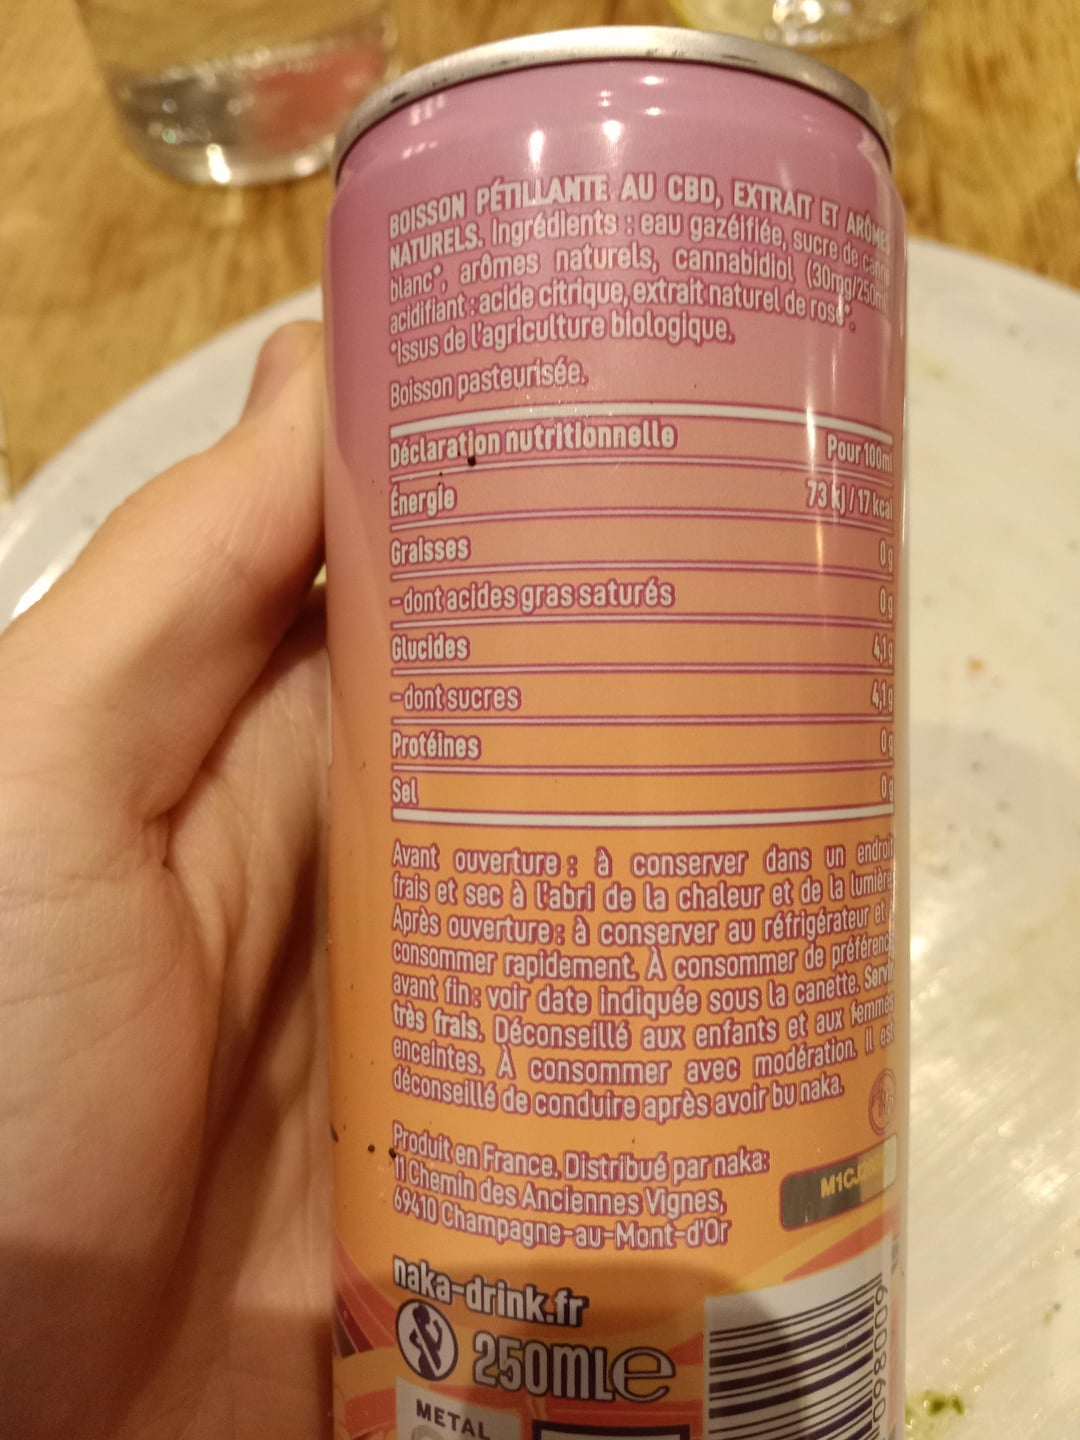 BOISSON PÉTILLANTE AU CBD, EXTRAIT ET ARÔMES
NATURELS. Ingrédients : eau gazéifiée, sucre de canne
blanc*, arômes naturels, cannabidiol (30mg/250ml)
acidifiant : acide citrique, extrait naturel de rose*.
*Issus de l'agriculture biologique.
Boisson pasteurisée.
Déclaration nutritionnelle Pour 100ml
Énergie 73 kj / 17 kcal
Graisses 0 g
-dont acides gras saturés 0 g
Glucides 4,1g
-dont sucres 4,1g
Protéines 0 g
Sel 0 g
Avant ouverture : à conserver dans un endroit
frais et sec à l'abri de la chaleur et de la lumière
Après ouverture : à conserver au réfrigérateur et
consommer rapidement. À consommer de préférence
avant fin : voir date indiquée sous la canette. Servir
très frais. Déconseillé aux enfants et aux femmes
enceintes. À consommer avec modération. Il est
déconseillé de conduire après avoir bu naka.
Produit en France. Distribué par naka:
11 Chemin des Anciennes Vignes,
69410 Champagne-au-Mont-d'Or
naka-drink.fr
250mL e
METAL